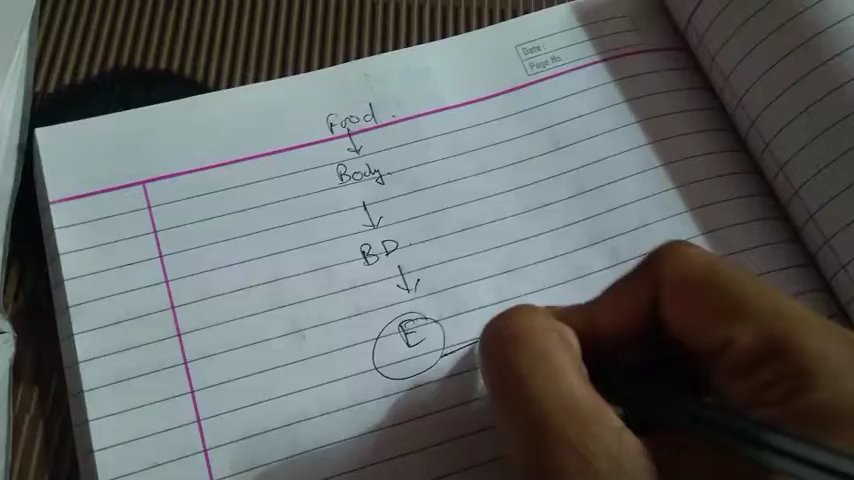 Date:
Page No.
Food.
Body.
BD.
E